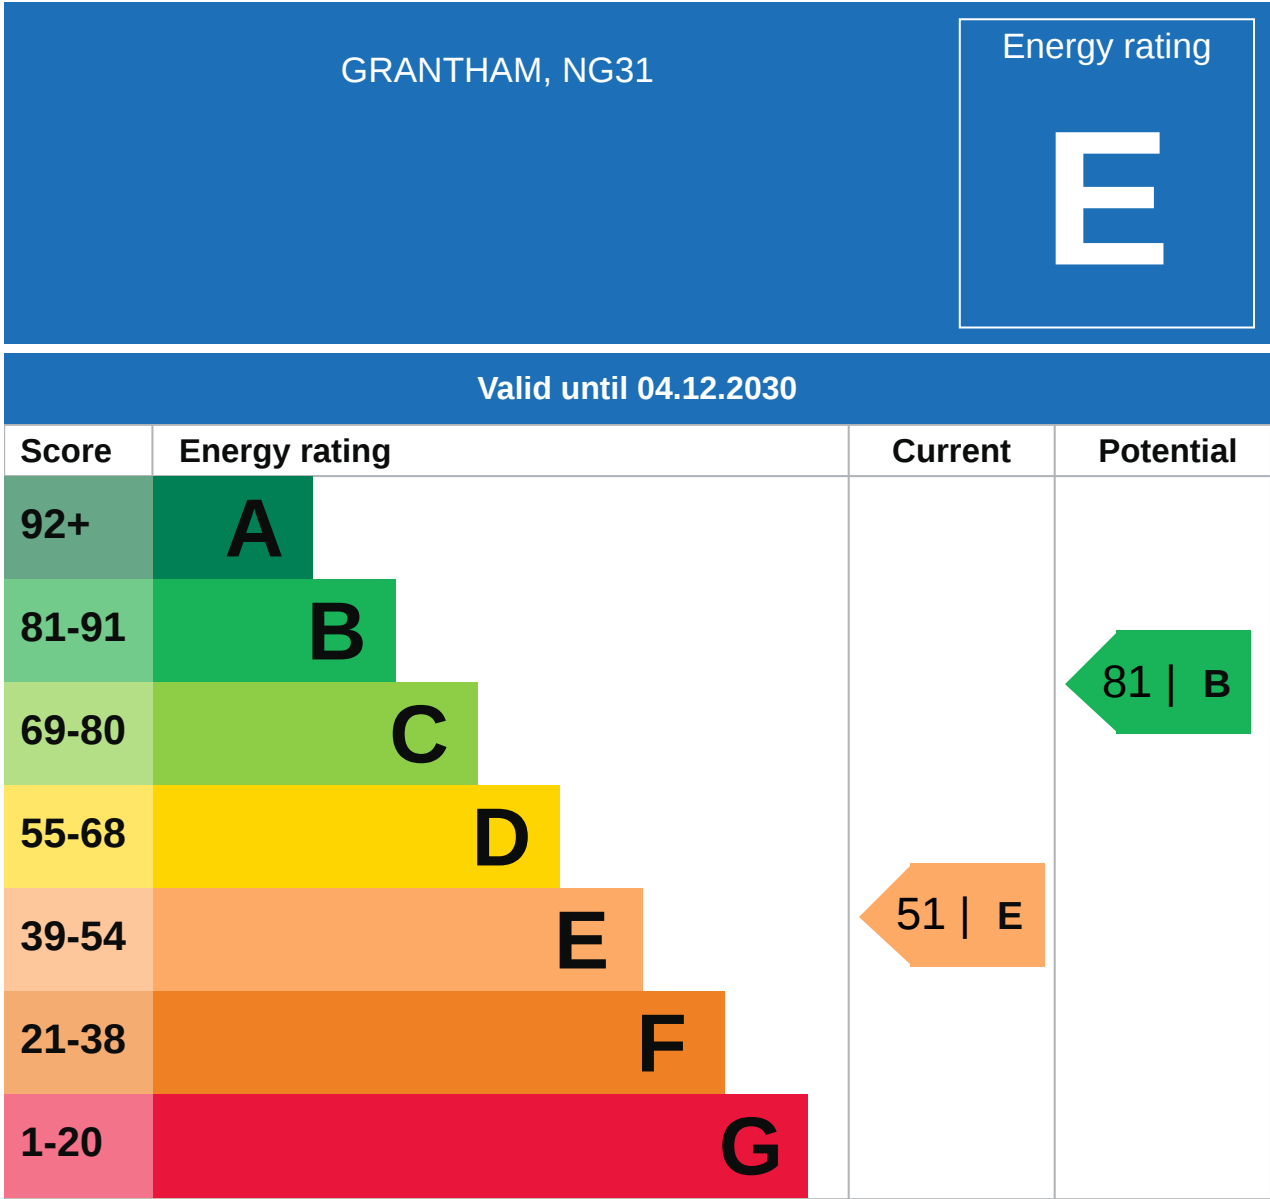 GRANTHAM, NG31
Energy rating
E
Valid until 04.12.2030
Score Energy rating Current Potential
92+ A
81-91 B
81 | B
69-80 C
55-68 D
39-54 E
51 | E
21-38 F
1-20 G